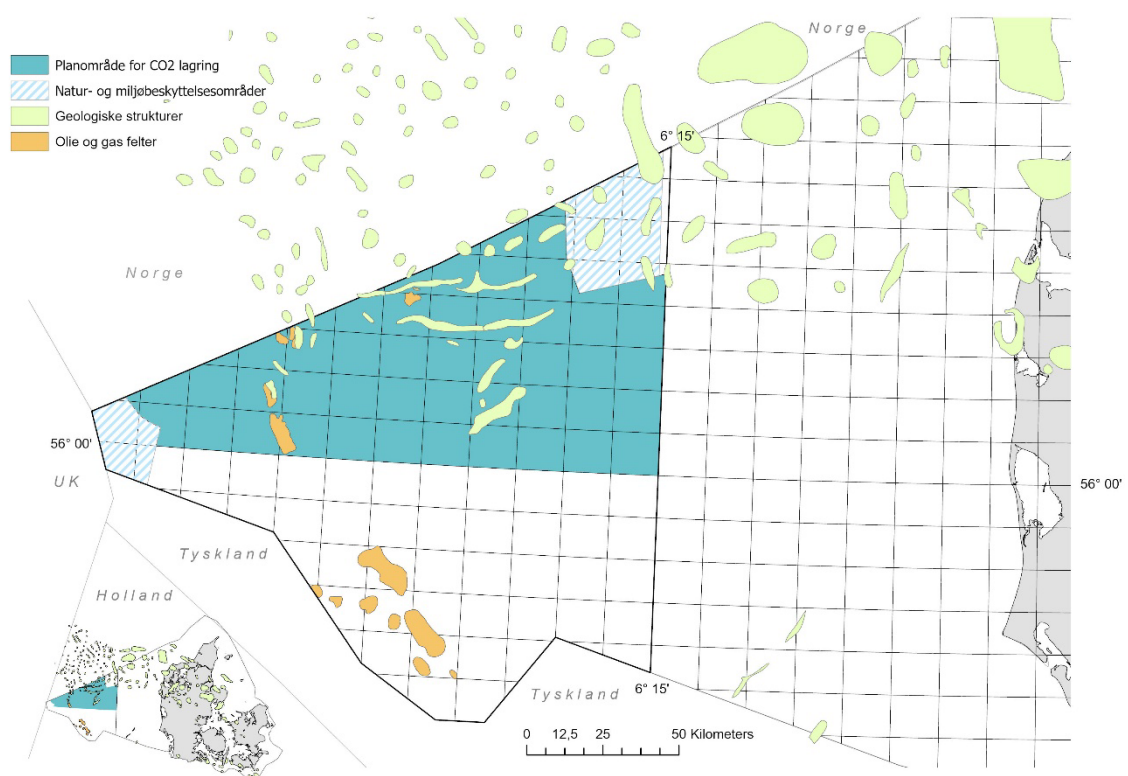 Norge
Planområde for CO2 lagring
Natur- og miljøbeskyttelsesområder
Geologiske strukturer
Olie og gas felter
6° 15'
Norge
56° 00'
UK
56° 00'
Tyskland
Holland
6° 15'
Tyskland
0 12,5 25 50 Kilometers